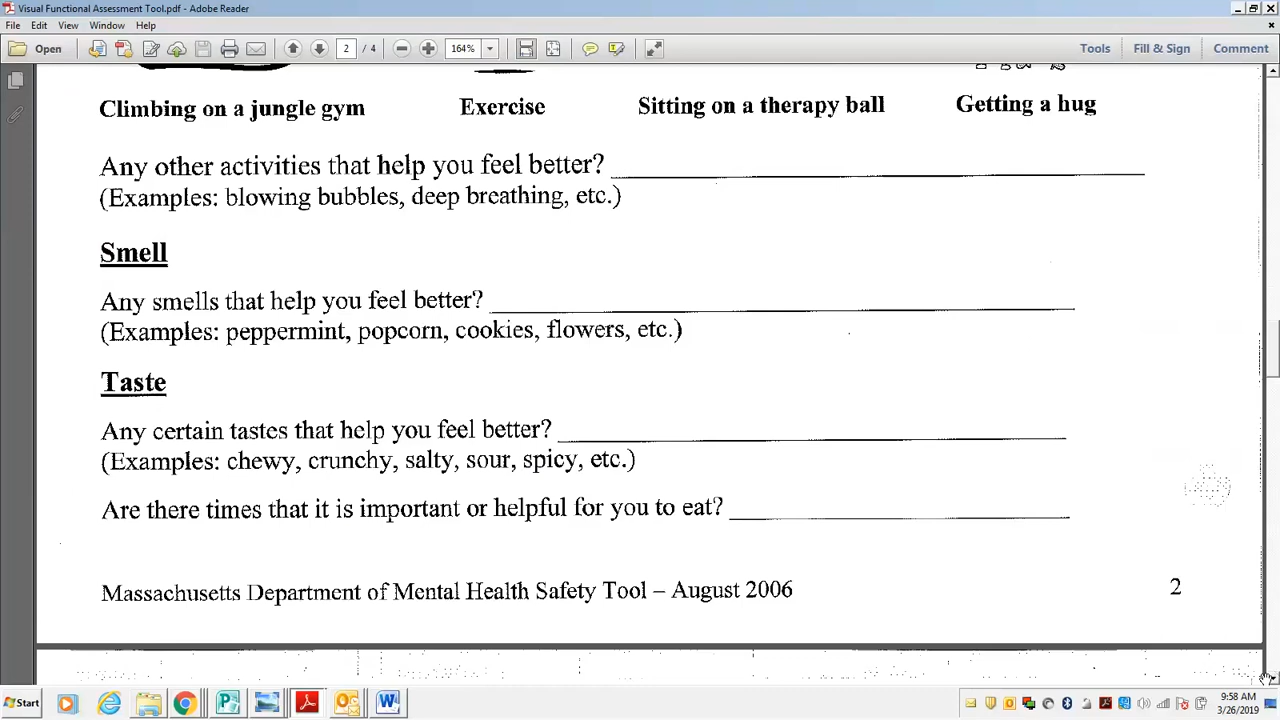 Visual Functional Assessment Tool.pdf - Adobe Reader
File Edit View Window Help
Open 2 / 4 164% Tools Fill & Sign Comment
Climbing on a jungle gym Exercise Sitting on a therapy ball Getting a hug
Any other activities that help you feel better?
(Examples: blowing bubbles, deep breathing, etc.)
Smell
Any smells that help you feel better?
(Examples: peppermint, popcorn, cookies, flowers, etc.)
Taste
Any certain tastes that help you feel better?
(Examples: chewy, crunchy, salty, sour, spicy, etc.)
Are there times that it is important or helpful for you to eat?
Massachusetts Department of Mental Health Safety Tool – August 2006 2
Start 9:58 AM
3/26/2019